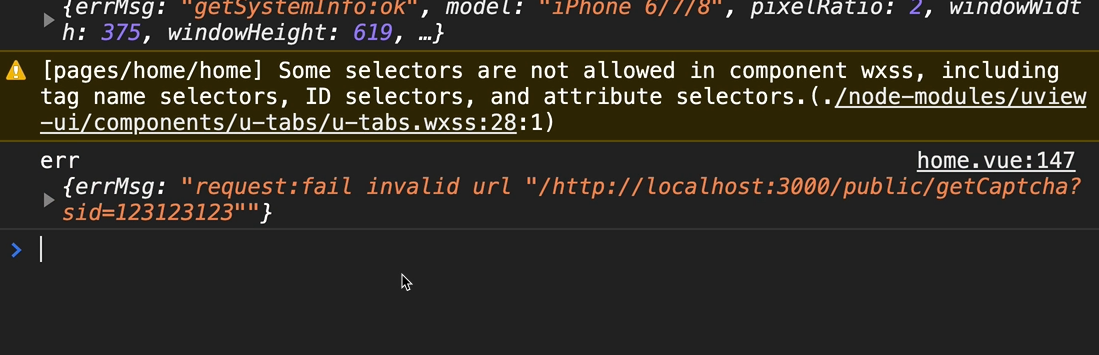 {errMsg: "getSystemInfo:ok", model: "iPhone 6/7/8", pixelRatio: 2, windowWidt
h: 375, windowHeight: 619, …}
[pages/home/home] Some selectors are not allowed in component wxss, including
tag name selectors, ID selectors, and attribute selectors.(./node-modules/uview
-ui/components/u-tabs/u-tabs.wxss:28:1)
err home.vue:147
{errMsg: "request:fail invalid url "/http://localhost:3000/public/getCaptcha?
sid=123123123""}